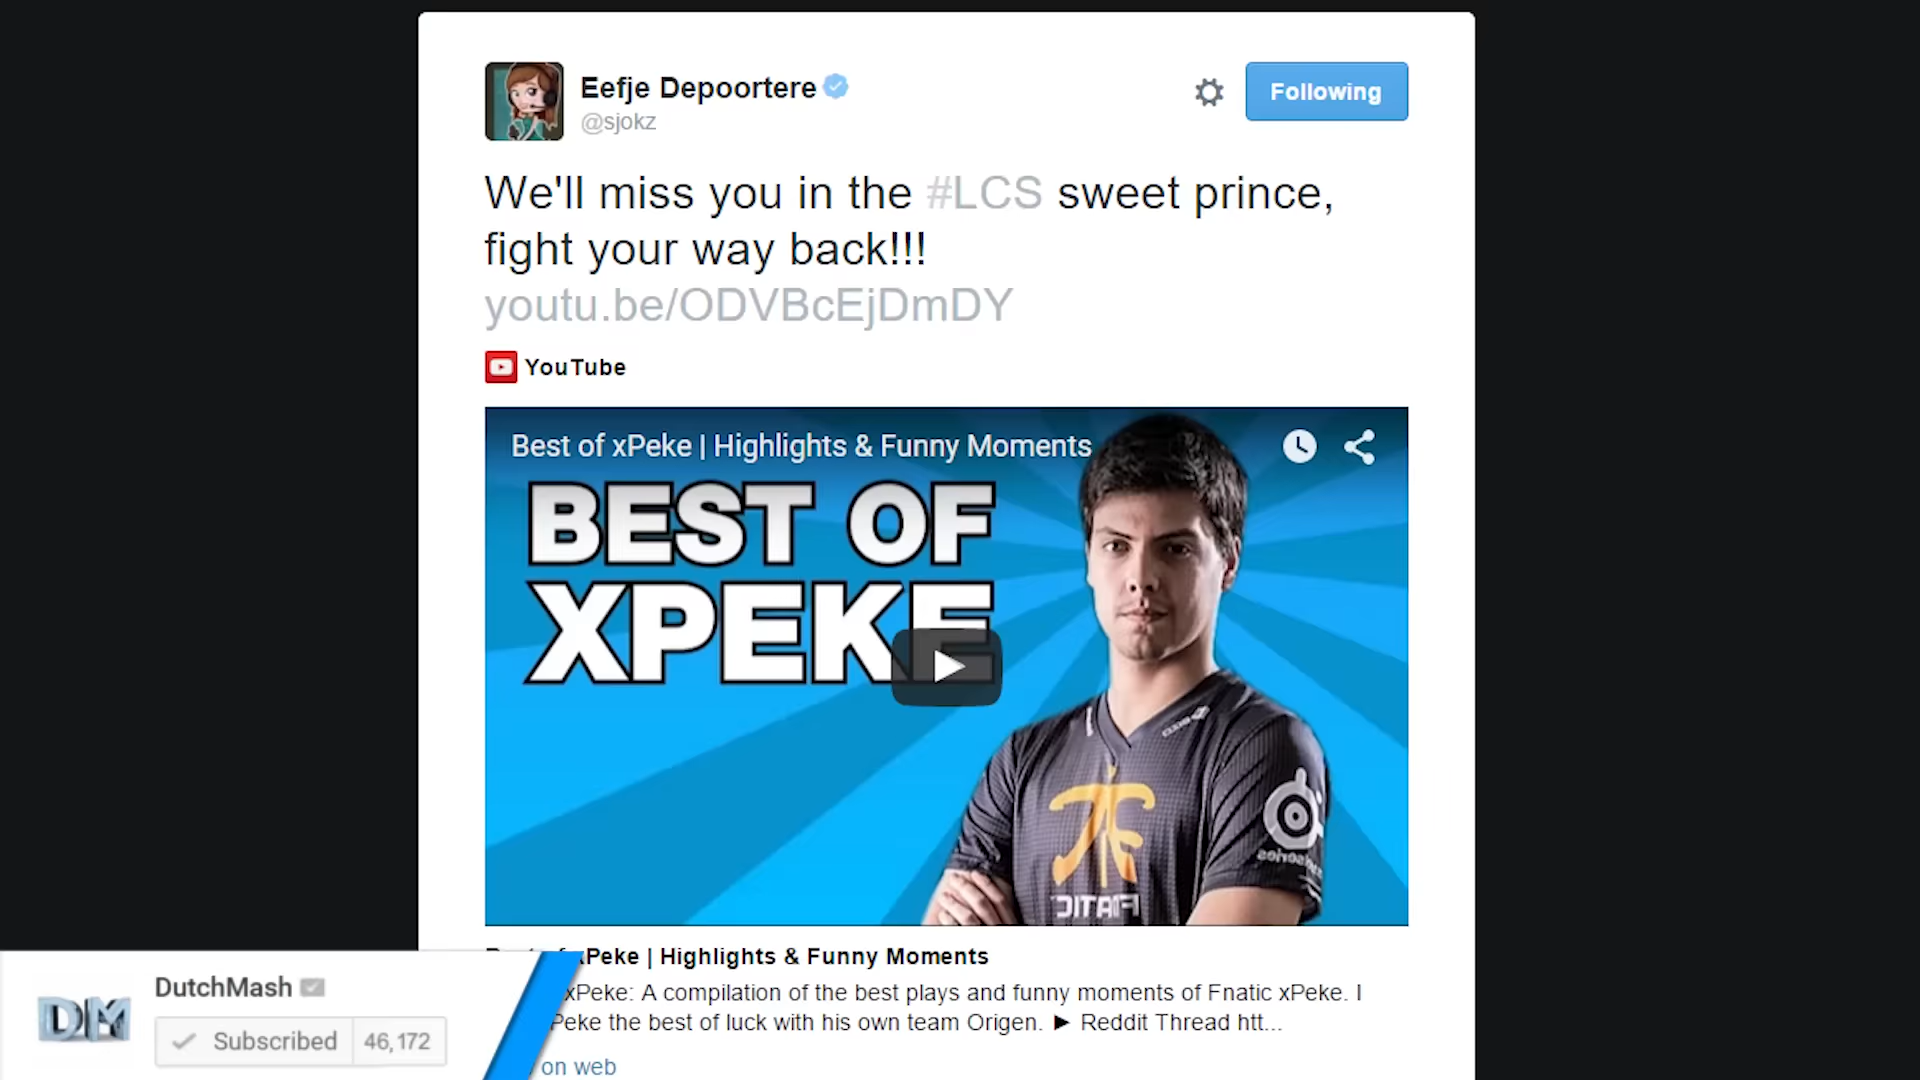 Eefje Depoortere
@sjokz
Following
We'll miss you in the #LCS sweet prince,
fight your way back!!!
youtu.be/ODVBcEjDmDY
YouTube
Best of xPeke | Highlights & Funny Moments
BEST OF
XPEKE
FNATIC
xPeke | Highlights & Funny Moments
xPeke: A compilation of the best plays and funny moments of Fnatic xPeke. I
Peke the best of luck with his own team Origen. ► Reddit Thread htt...
on web
DM
DutchMash
Subscribed 46,172